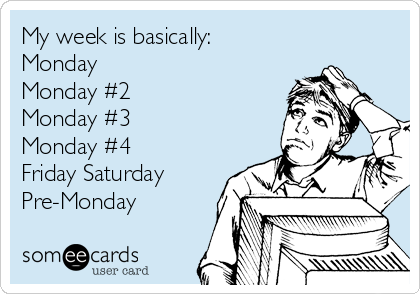 My week is basically:
Monday
Monday #2
Monday #3
Monday #4
Friday Saturday
Pre-Monday
someecards
user card